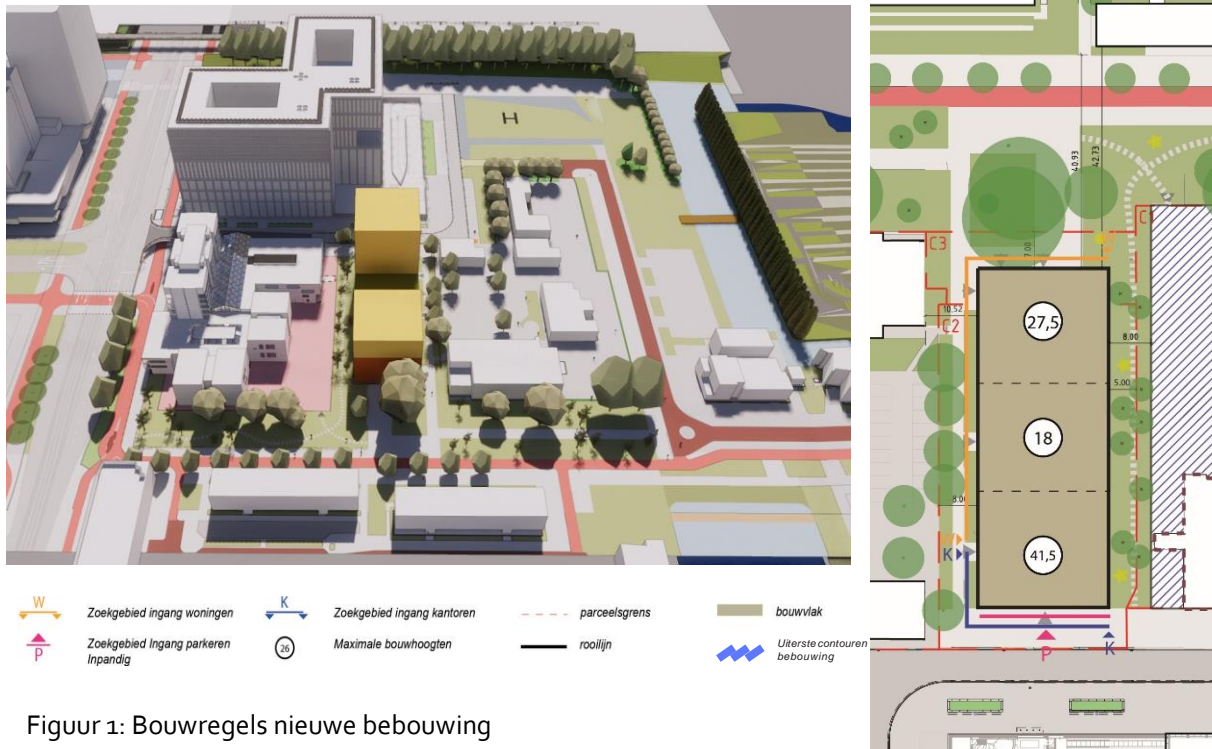 H
40.93
42.73
C3
7.00
27,5
10.52
C2
8.00
5.00
18
8.00
W
K
41,5
P
K
W
Zoekgebied ingang woningen
K
Zoekgebied ingang kantoren
parceelsgrens
bouwvlak
P
Zoekgebied Ingang parkeren
Inpandig
26
Maximale bouwhoogten
rooilijn
Uiterste contouren
bebouwing
Figuur 1: Bouwregels nieuwe bebouwing